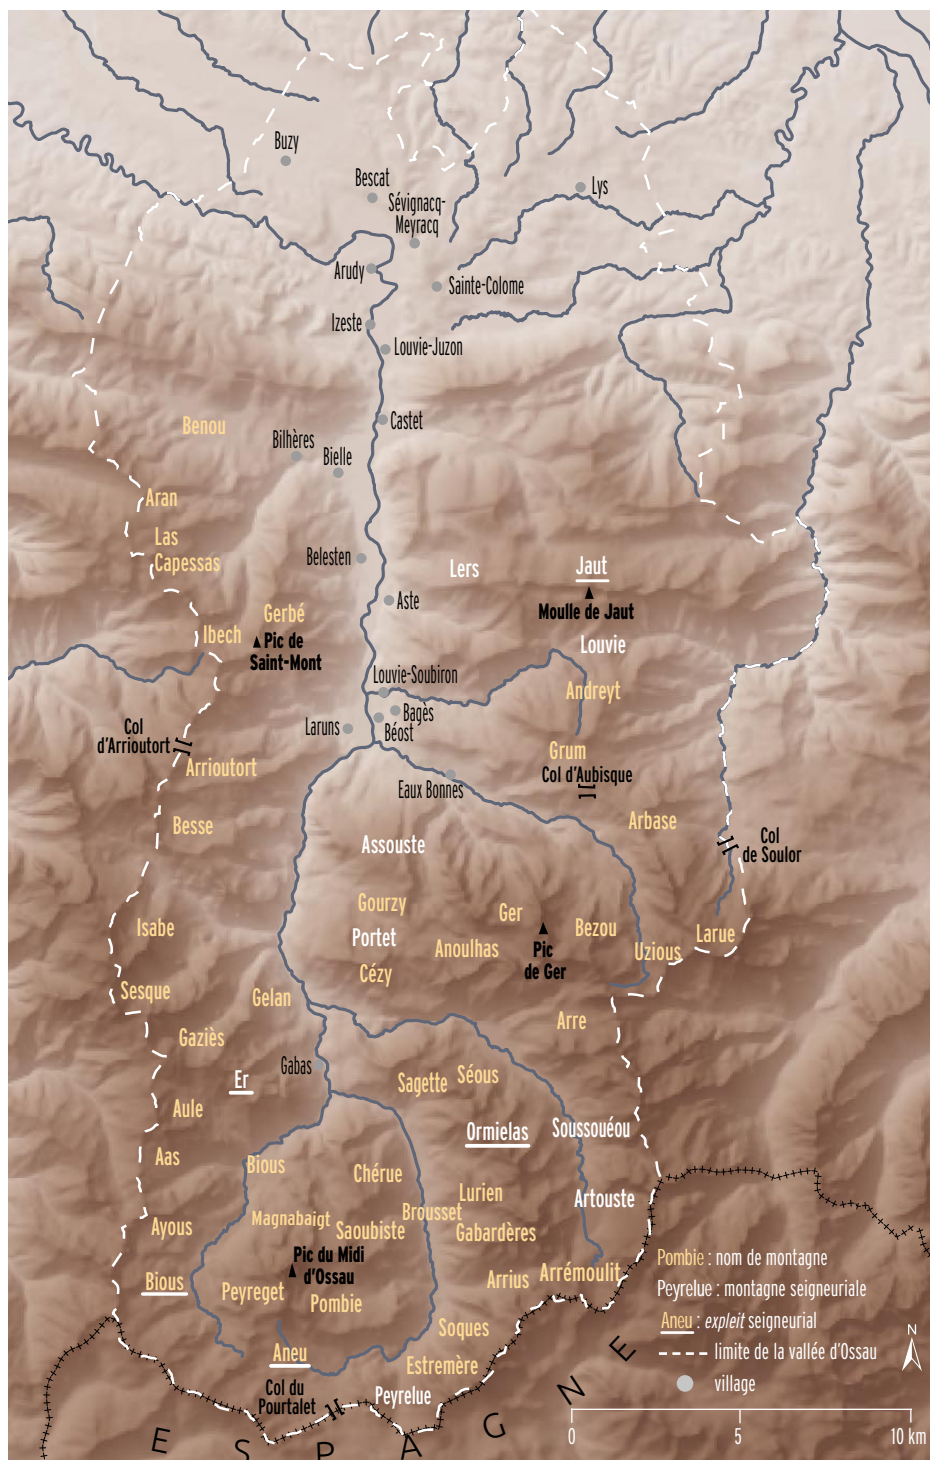 Buzy
Bescat
Lys
Sévignacq-
Meyracq
Arudy
Sainte-Colome
Izeste
Louvie-Juzon
Castet
Benou
Bilhères
Bielle
Aran
Las
Capessas
Belesten
Lers
Jaut
Aste
Moulle de Jaut
Gerbé
Ibech
Pic de
Saint-Mont
Louvie
Louvie-Soubiron
Andreyt
Bagès
Béost
Laruns
Col
d'Arrioutort
Arrioutort
Grum
Col d'Aubisque
Eaux Bonnes
Besse
Arbase
Col
de Soulor
Assouste
Gourzy
Ger
Isabe
Portet
Anoulhas
Pic
de Ger
Bezou
Larue
Uzious
Cézy
Sesque
Gelan
Arre
Gaziès
Gabas
Er
Sagette
Séous
Aule
Ormielas
Soussouéou
Aas
Bious
Chérue
Lurien
Artouste
Magnabaigt
Brousset
Ayous
Saoubiste
Gabardères
Pic du Midi
d'Ossau
Bious
Peyreget
Pombie
Arrius
Arrémoulit
Soques
Aneu
Estremère
Col du
Pourtalet
Peyrelue
Pombie : nom de montagne
Peyrelue : montagne seigneuriale
Aneu : expleit seigneurial
limite de la vallée d'Ossau
village
N
0 5 10 km
ESPAGNE